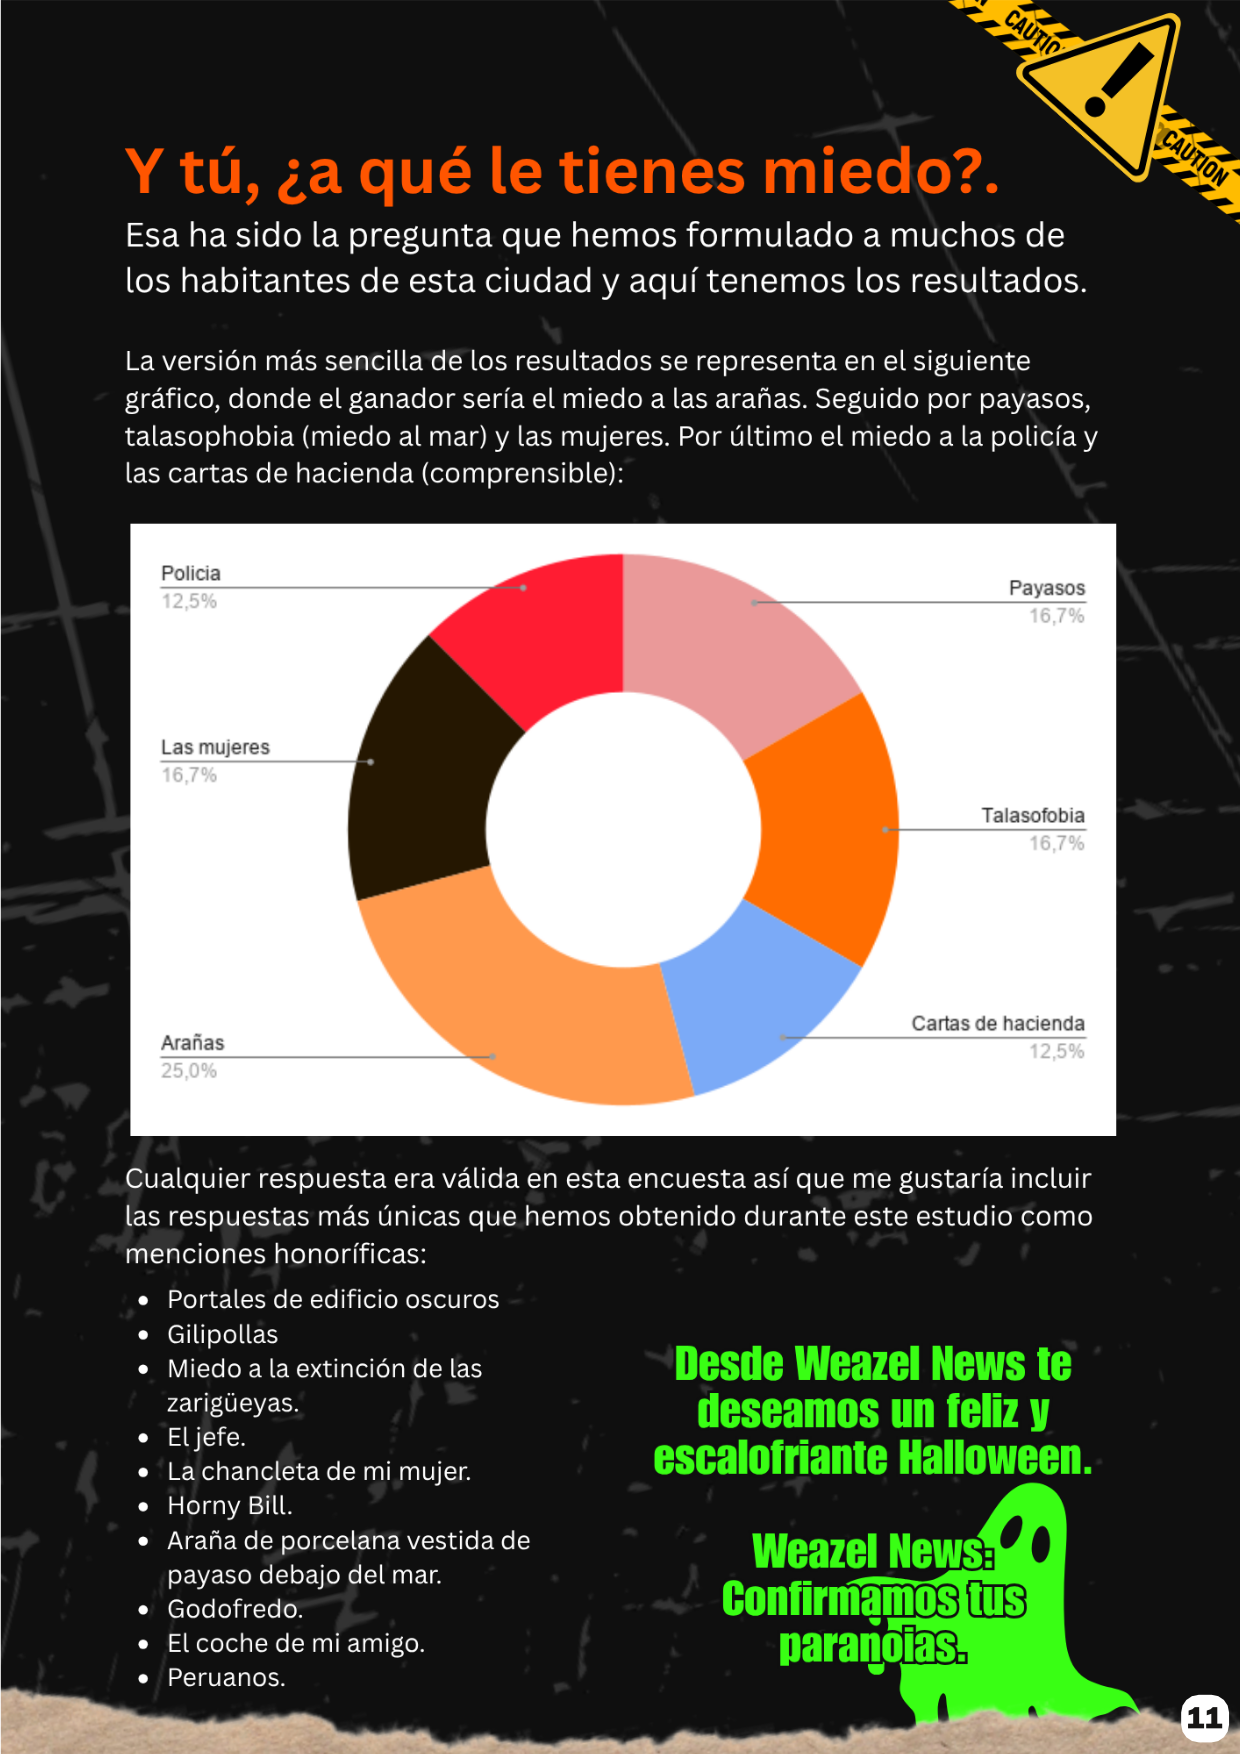 CAUTION
CAUTION
Y tú, ¿a qué le tienes miedo?.
Esa ha sido la pregunta que hemos formulado a muchos de
los habitantes de esta ciudad y aquí tenemos los resultados.
La versión más sencilla de los resultados se representa en el siguiente
gráfico, donde el ganador sería el miedo a las arañas. Seguido por payasos,
talasophobia (miedo al mar) y las mujeres. Por último el miedo a la policía y
las cartas de hacienda (comprensible):
Policia
12,5%
Payasos
16,7%
Las mujeres
16,7%
Talasofobia
16,7%
Arañas
25,0%
Cartas de hacienda
12,5%
Cualquier respuesta era válida en esta encuesta así que me gustaría incluir
las respuestas más únicas que hemos obtenido durante este estudio como
menciones honoríficas:
• Portales de edificio oscuros
• Gilipollas
• Miedo a la extinción de las
zarigüeyas.
• El jefe.
• La chancleta de mi mujer.
• Horny Bill.
• Araña de porcelana vestida de
payaso debajo del mar.
• Godofredo.
• El coche de mi amigo.
• Peruanos.
Desde Weazel News te
deseamos un feliz y
escalofriante Halloween.
Weazel News:
Confirmamos tus
paranoias.
11